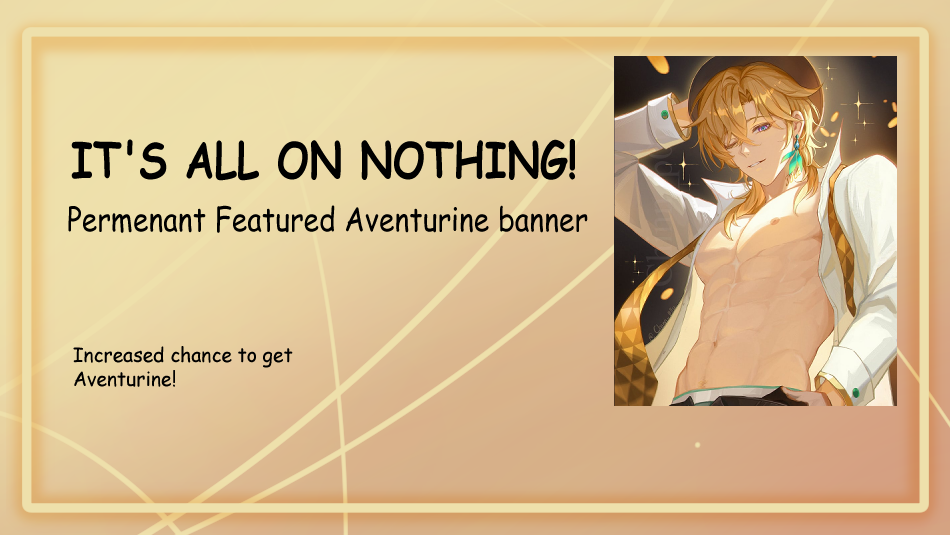 IT'S ALL ON NOTHING!
Permenant Featured Aventurine banner
Increased chance to get
Aventurine!